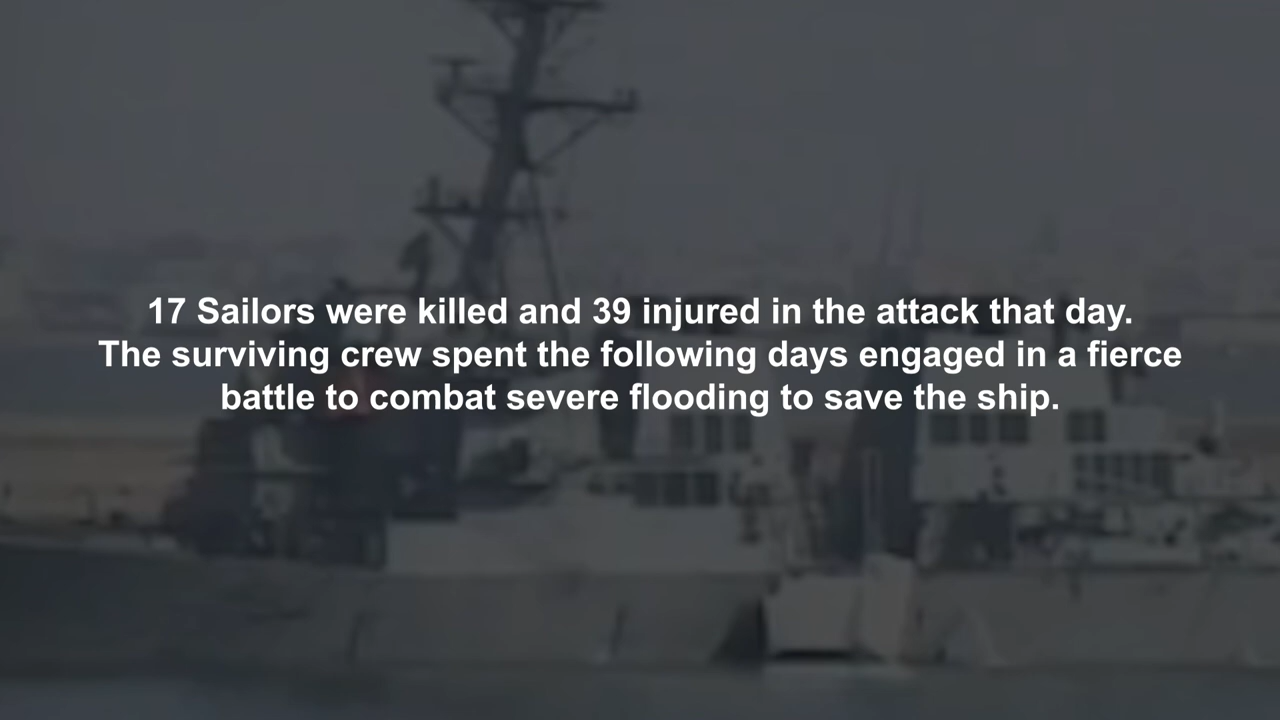 17 Sailors were killed and 39 injured in the attack that day.
The surviving crew spent the following days engaged in a fierce
battle to combat severe flooding to save the ship.